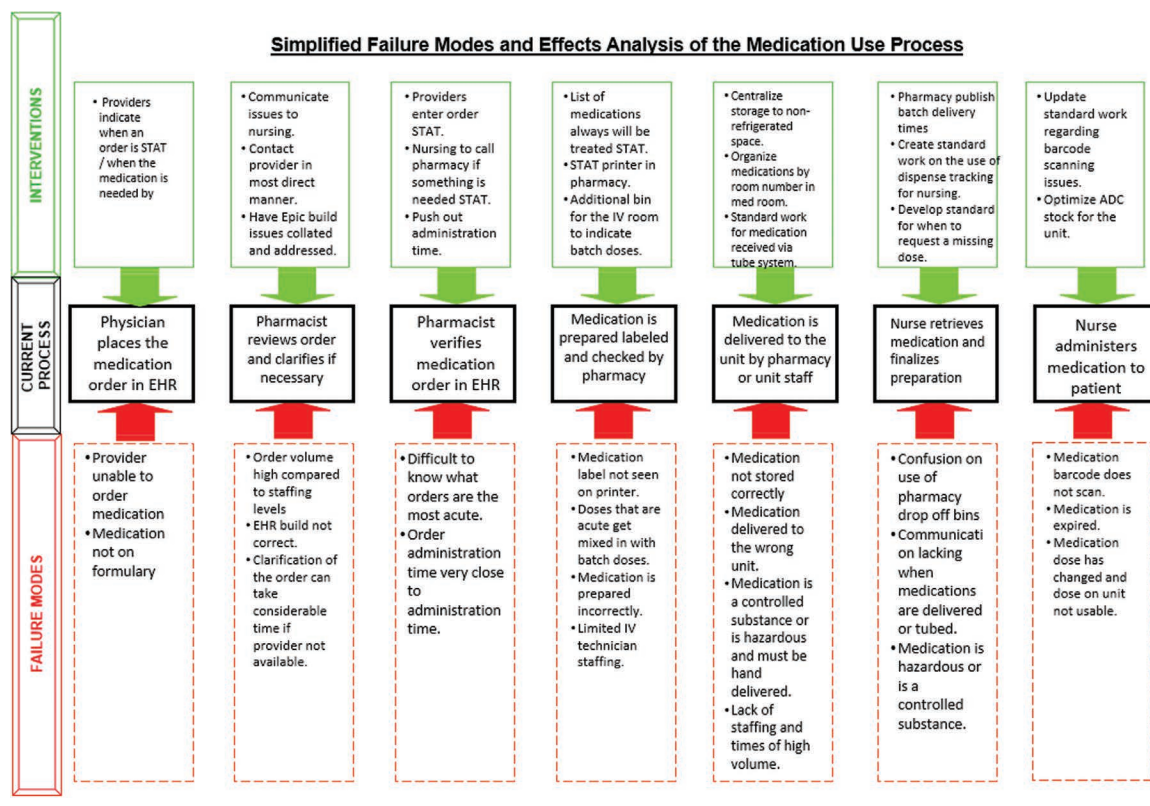 Simplified Failure Modes and Effects Analysis of the Medication Use Process
INTERVENTIONS
• Providers
indicate
when an
order is STAT
/ when the
medication is
needed by
• Communicate
issues to
nursing.
• Contact
provider in
most direct
manner.
• Have Epic build
issues collated
and addressed.
• Providers
enter order
STAT.
• Nursing to call
pharmacy if
something is
needed STAT.
• Push out
administration
time.
• List of
medications
always will be
treated STAT.
• STAT printer in
pharmacy.
• Additional bin
for the IV room
to indicate
batch doses.
• Centralize
storage to non-
refrigerated
space.
• Organize
medications by
room number in
med room.
• Standard work
for medication
received via
tube system.
• Pharmacy publish
batch delivery
times
• Create standard
work on the use of
dispense tracking
for nursing.
• Develop standard
for when to
request a missing
dose.
• Update
standard work
regarding
barcode
scanning
issues.
• Optimize ADC
stock for the
unit.
CURRENT
PROCESS
Physician
places the
medication
order in EHR
Pharmacist
reviews order
and clarifies if
necessary
Pharmacist
verifies
medication
order in EHR
Medication is
prepared labeled
and checked by
pharmacy
Medication is
delivered to the
unit by pharmacy
or unit staff
Nurse retrieves
medication and
finalizes
preparation
Nurse
administers
medication to
patient
FAILURE MODES
• Provider
unable to
order
medication
• Medication
not on
formulary
• Order volume
high compared
to staffing
levels
• EHR build not
correct.
• Clarification of
the order can
take
considerable
time if
provider not
available.
• Difficult to
know what
orders are the
most acute.
• Order
administration
time very close
to
administration
time.
• Medication
label not seen
on printer.
• Doses that are
acute get
mixed in with
batch doses.
• Medication is
prepared
incorrectly.
• Limited IV
technician
staffing.
• Medication
not stored
correctly
• Medication
delivered to
the wrong
unit.
• Medication is
a controlled
substance or
is hazardous
and must be
hand
delivered.
• Lack of
staffing and
times of high
volume.
• Confusion on
use of
pharmacy
drop off bins
• Communicati
on lacking
when
medications
are delivered
or tubed.
• Medication is
hazardous or
is a
controlled
substance.
• Medication
barcode does
not scan.
• Medication is
expired.
• Medication
dose has
changed and
dose on unit
not usable.